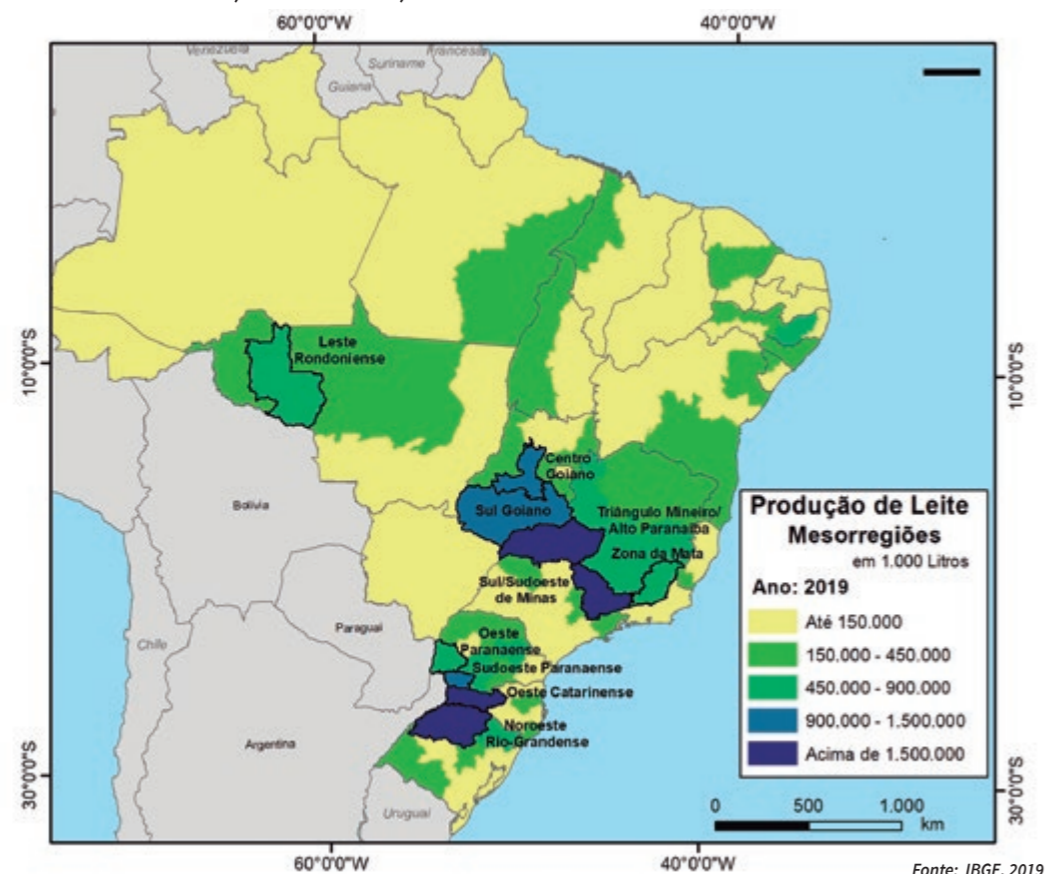 60°0'0"W
40°0'0"W
Venezuela
Suriname
Francesa
Guiana
10°0'0"S
10°0'0"S
Leste
Rondoniense
Bolívia
Centro
Goiano
Sul Goiano
Triângulo Mineiro/
Alto Paranaíba
Zona da Mata
Sul/Sudoeste
de Minas
Paraguai
Chile
Oeste
Paranaense
Sudoeste Paranaense
Oeste Catarinense
Noroeste
Rio-Grandense
Argentina
Uruguai
30°0'0"S
30°0'0"S
Produção de Leite
Mesorregiões
em 1.000 Litros
Ano: 2019
Até 150.000
150.000 - 450.000
450.000 - 900.000
900.000 - 1.500.000
Acima de 1.500.000
0 500 1.000
km
60°0'0"W
40°0'0"W
Fonte: IBGE, 2019